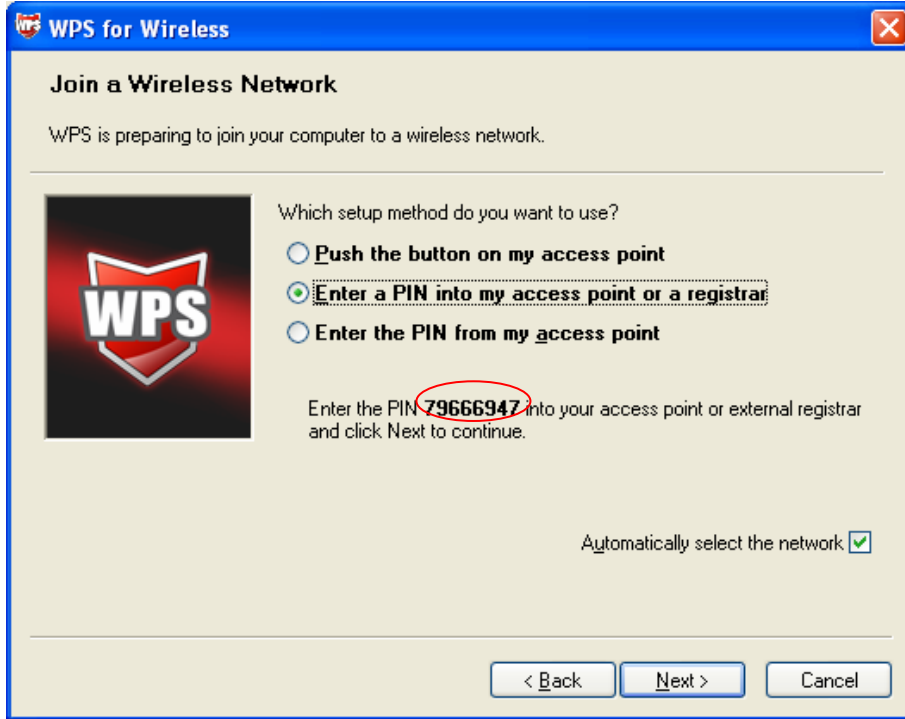 WPS for Wireless
Join a Wireless Network
WPS is preparing to join your computer to a wireless network.
Which setup method do you want to use?
Push the button on my access point
Enter a PIN into my access point or a registrar
Enter the PIN from my access point
WPS
Enter the PIN 79666947 into your access point or external registrar
and click Next to continue.
Automatically select the network
< Back
Next >
Cancel